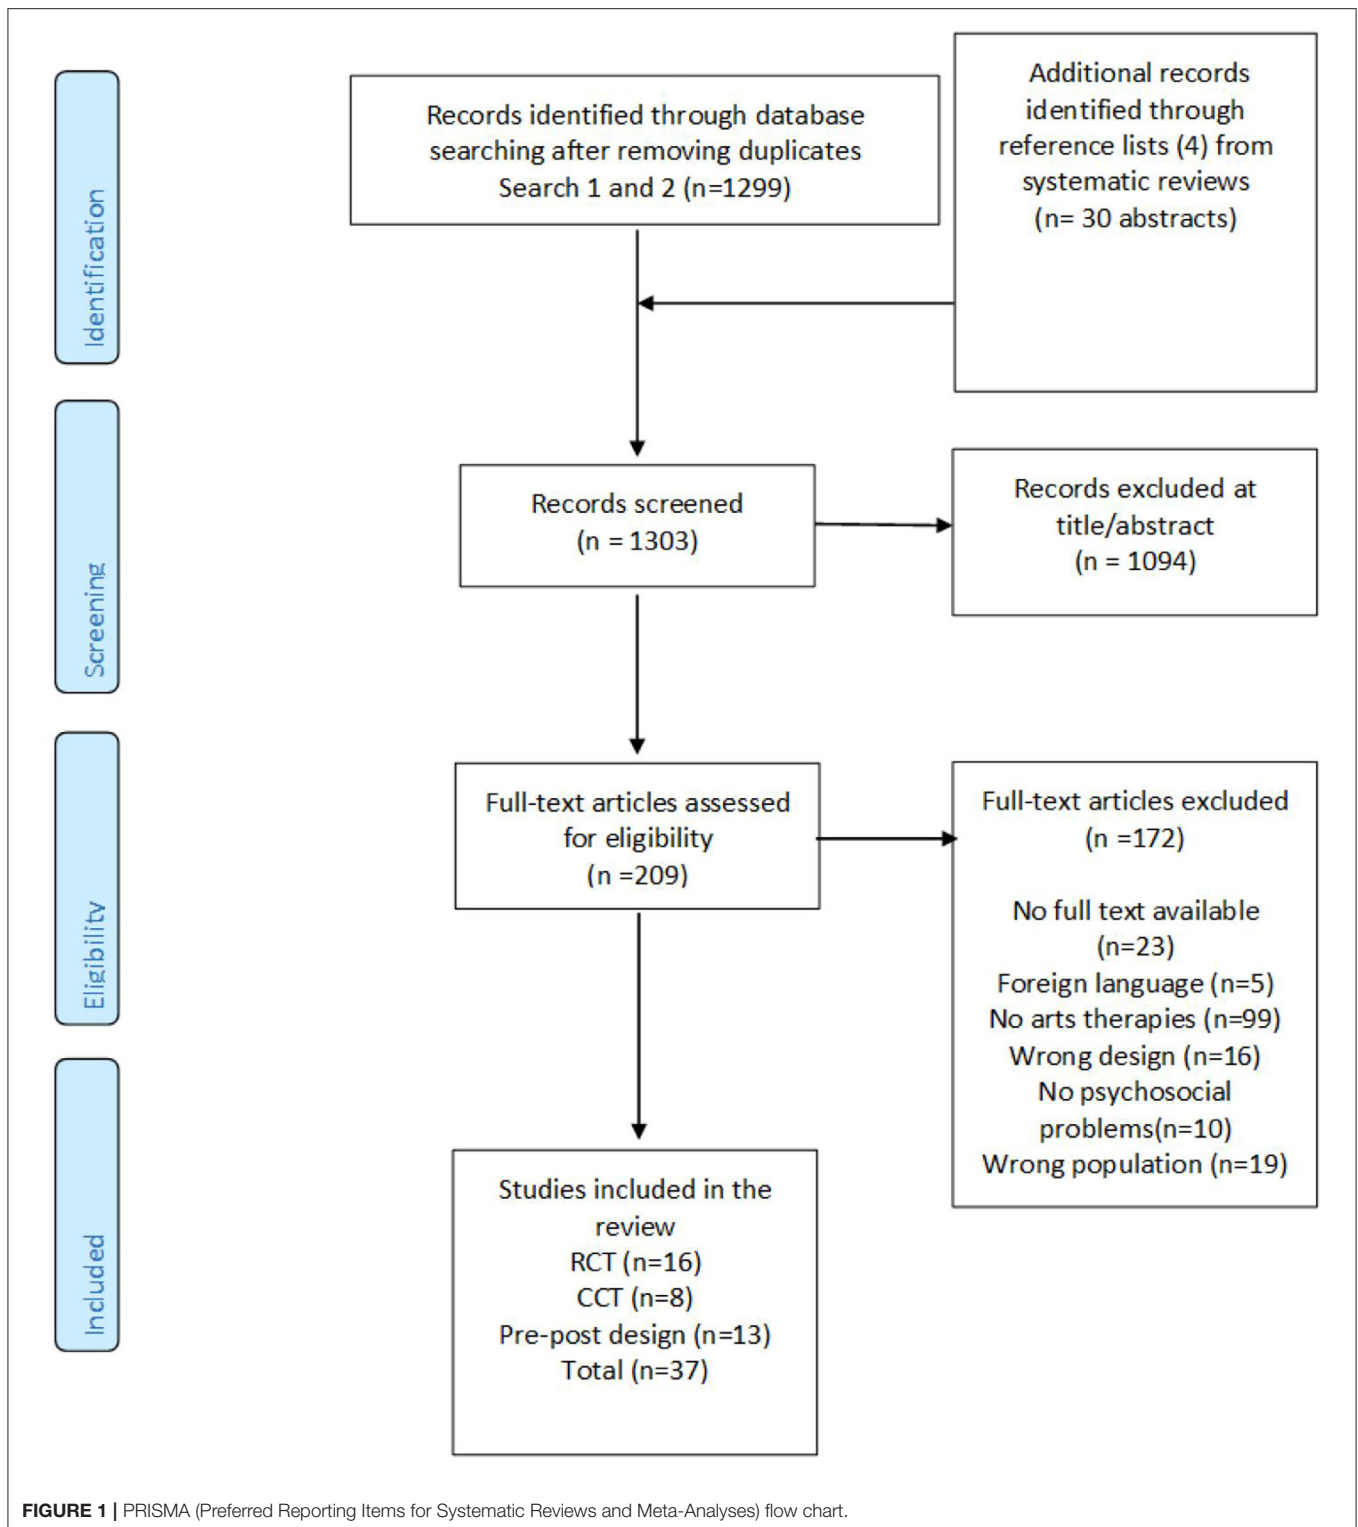 Identification
Records identified through database
searching after removing duplicates
Search 1 and 2 (n=1299)
Additional records
identified through
reference lists (4) from
systematic reviews
(n= 30 abstracts)
Screening
Records screened
(n = 1303)
Records excluded at
title/abstract
(n = 1094)
Eligibility
Full-text articles assessed
for eligibility
(n =209)
Full-text articles excluded
(n =172)
No full text available
(n=23)
Foreign language (n=5)
No arts therapies (n=99)
Wrong design (n=16)
No psychosocial
problems(n=10)
Wrong population (n=19)
Included
Studies included in the
review
RCT (n=16)
CCT (n=8)
Pre-post design (n=13)
Total (n=37)
FIGURE 1 | PRISMA (Preferred Reporting Items for Systematic Reviews and Meta-Analyses) flow chart.